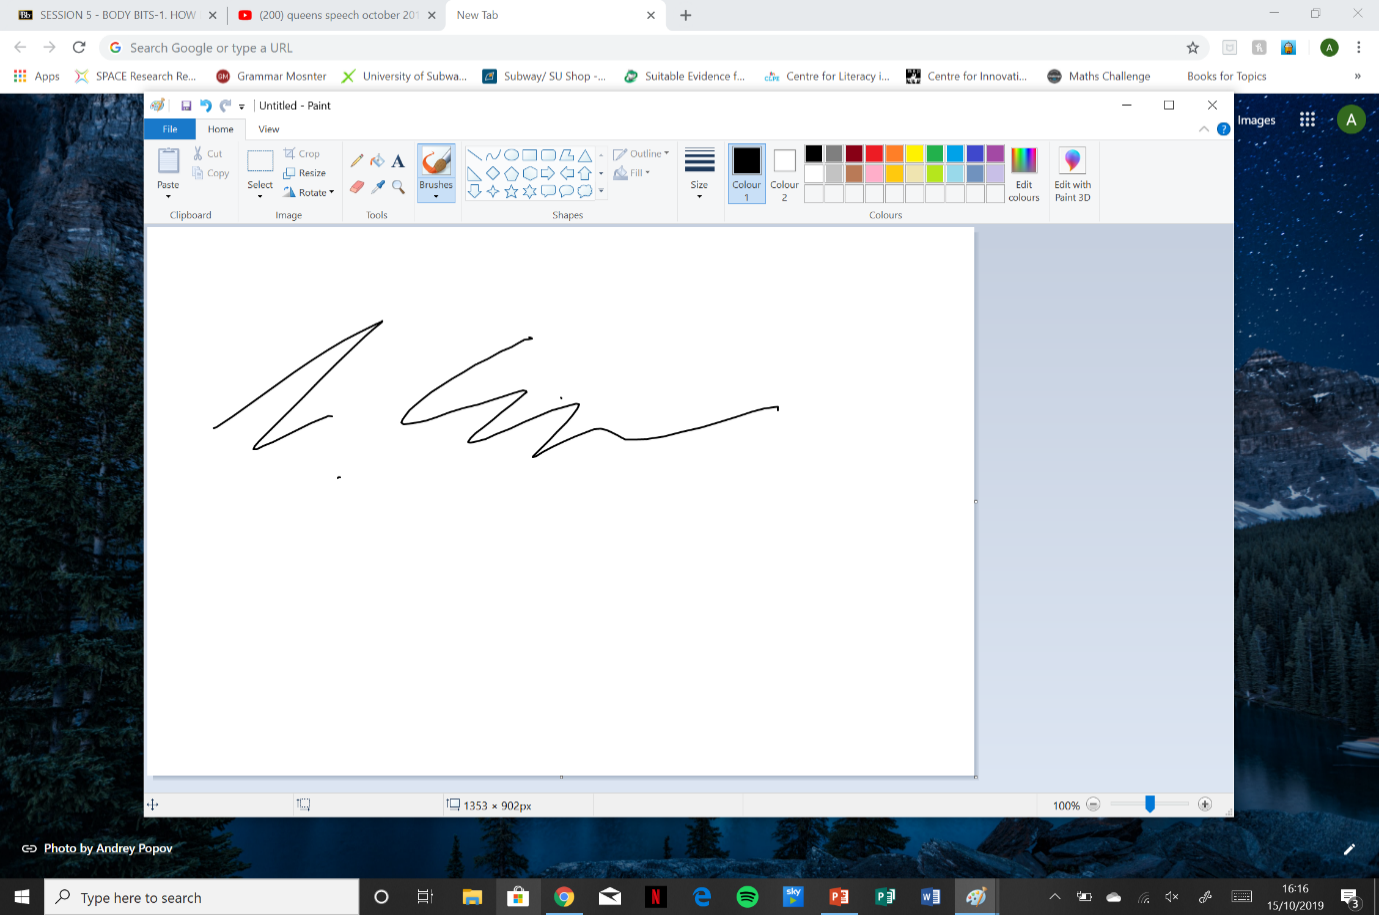 SESSION 5 - BODY BITS-1. HOW
(200) queens speech october 201
New Tab
Search Google or type a URL
A
Apps
SPACE Research Re...
Grammar Mosnter
University of Subwa...
Subway/ SU Shop -...
Suitable Evidence f...
Centre for Literacy i...
Centre for Innovati...
Maths Challenge
Books for Topics
»
Untitled - Paint
Images
A
File
Home
View
Paste
Cut
Copy
Clipboard
Select
Crop
Resize
Rotate
Image
A
Tools
Brushes
Shapes
Outline
Fill
Size
Colour
1
Colour
2
Colours
Edit
colours
Edit with
Paint 3D
1353 × 902px
100%
Photo by Andrey Popov
Type here to search
sky
16:16
15/10/2019
3